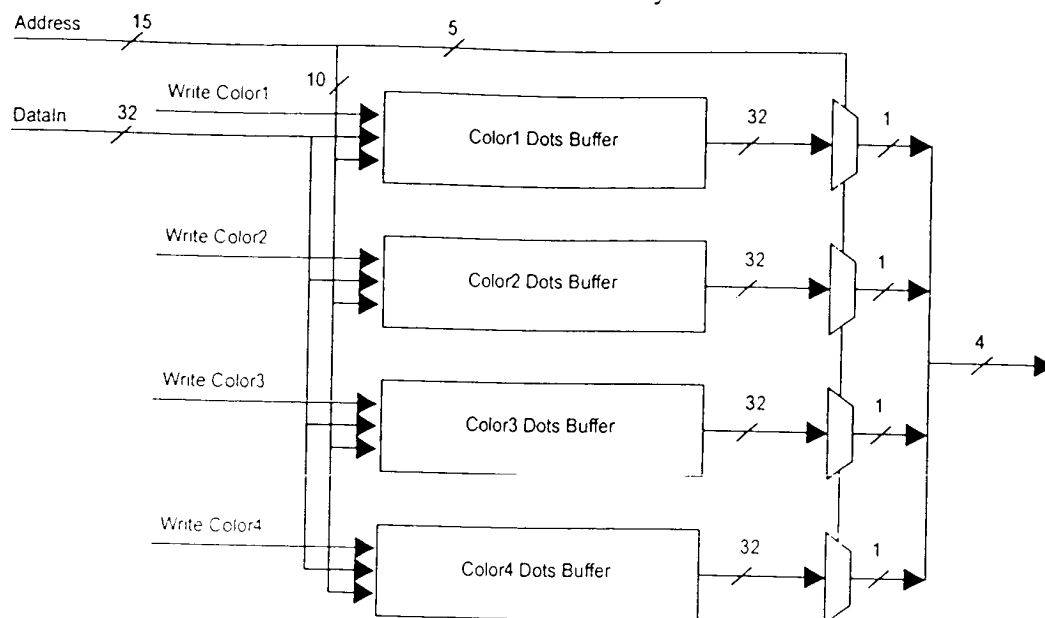 Address
15
5
10
Write Color1
DataIn
32
Color1 Dots Buffer
32
1
Write Color2
Color2 Dots Buffer
32
1
4
Write Color3
Color3 Dots Buffer
32
1
Write Color4
Color4 Dots Buffer
32
1